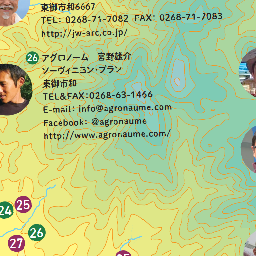 東御市和6667
TEL: 0268-71-7082 FAX: 0268-71-7083
http://jw-arc.co.jp/
26 アグロノーム 宮野雄介
ソーヴィニヨン・ブラン
東御市和
TEL&FAX:0268-63-1466
E-mail: info@agronaume.com
Facebook: @agronaume
http://www.agronaume.com/
24 25
26
27
25